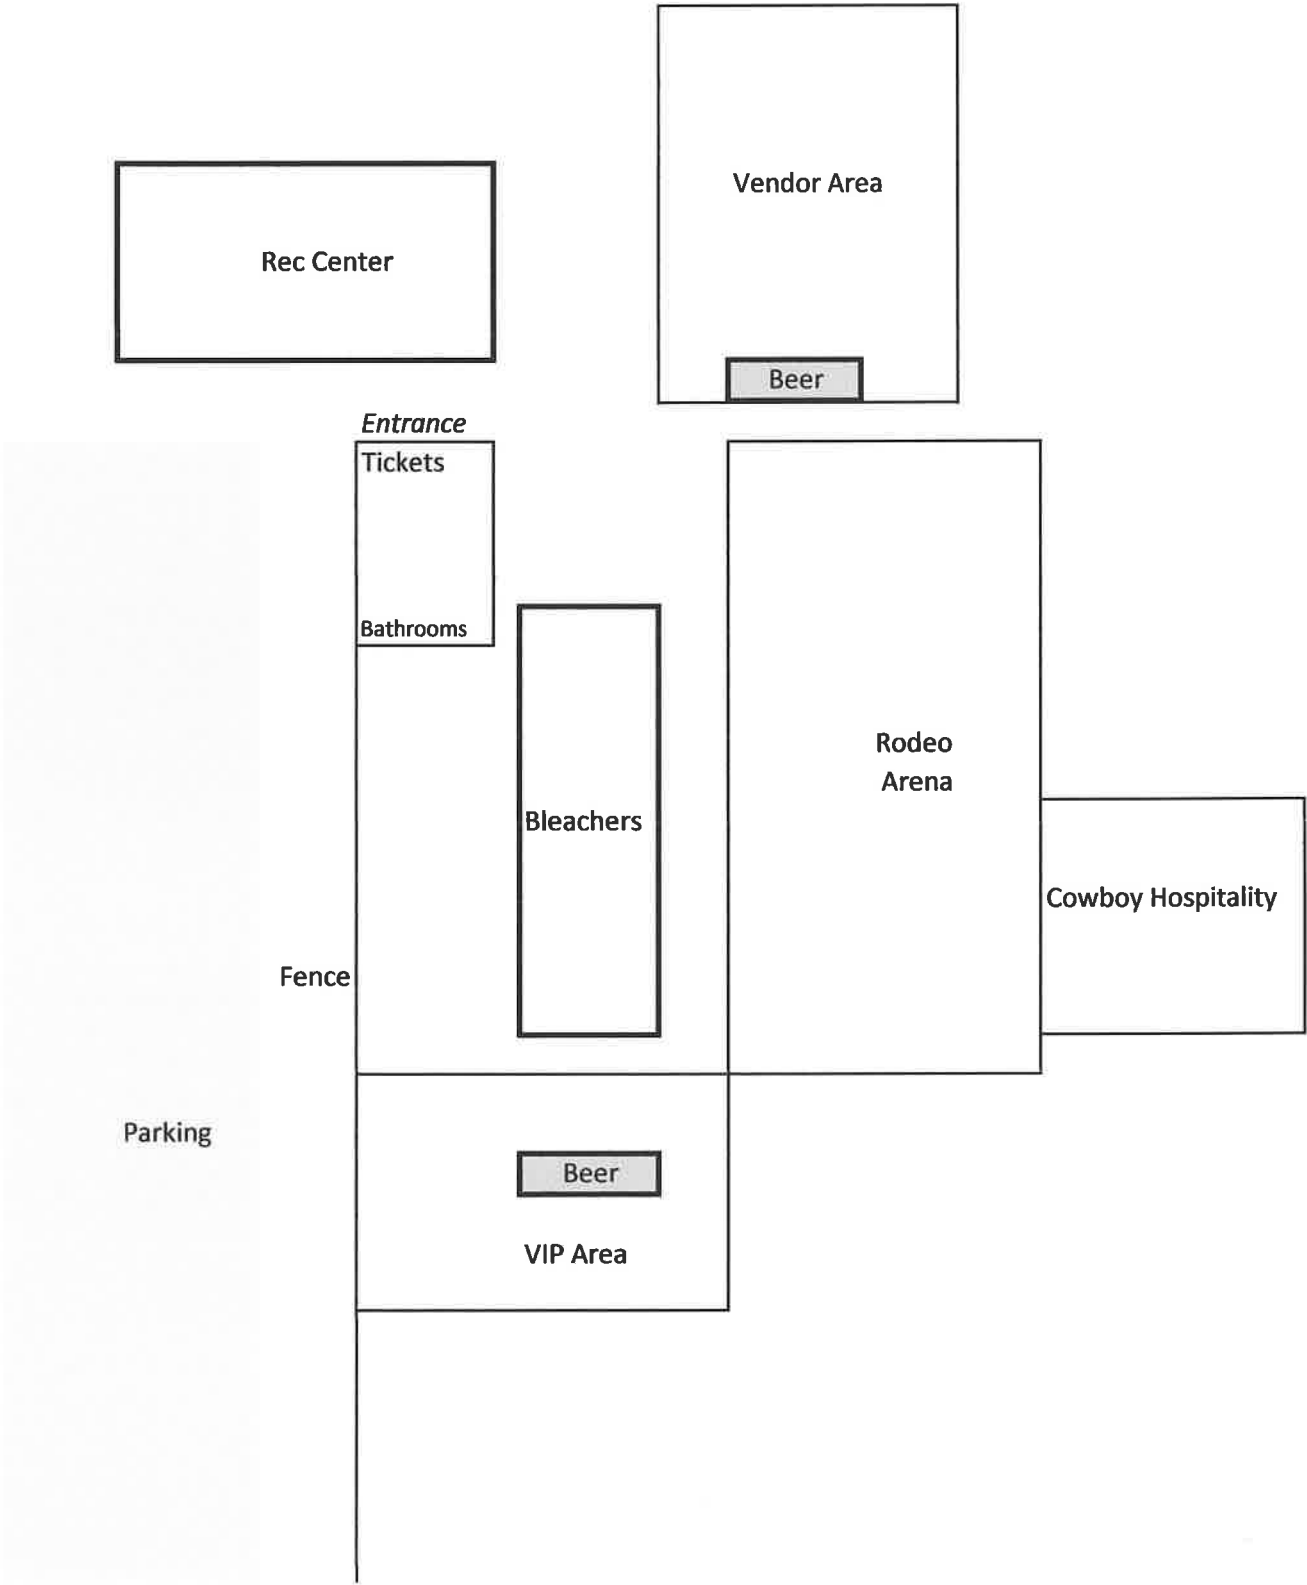 Vendor Area
Rec Center
Beer
Entrance
Tickets
Bathrooms
Rodeo
Arena
Bleachers
Cowboy Hospitality
Fence
Parking
Beer
VIP Area